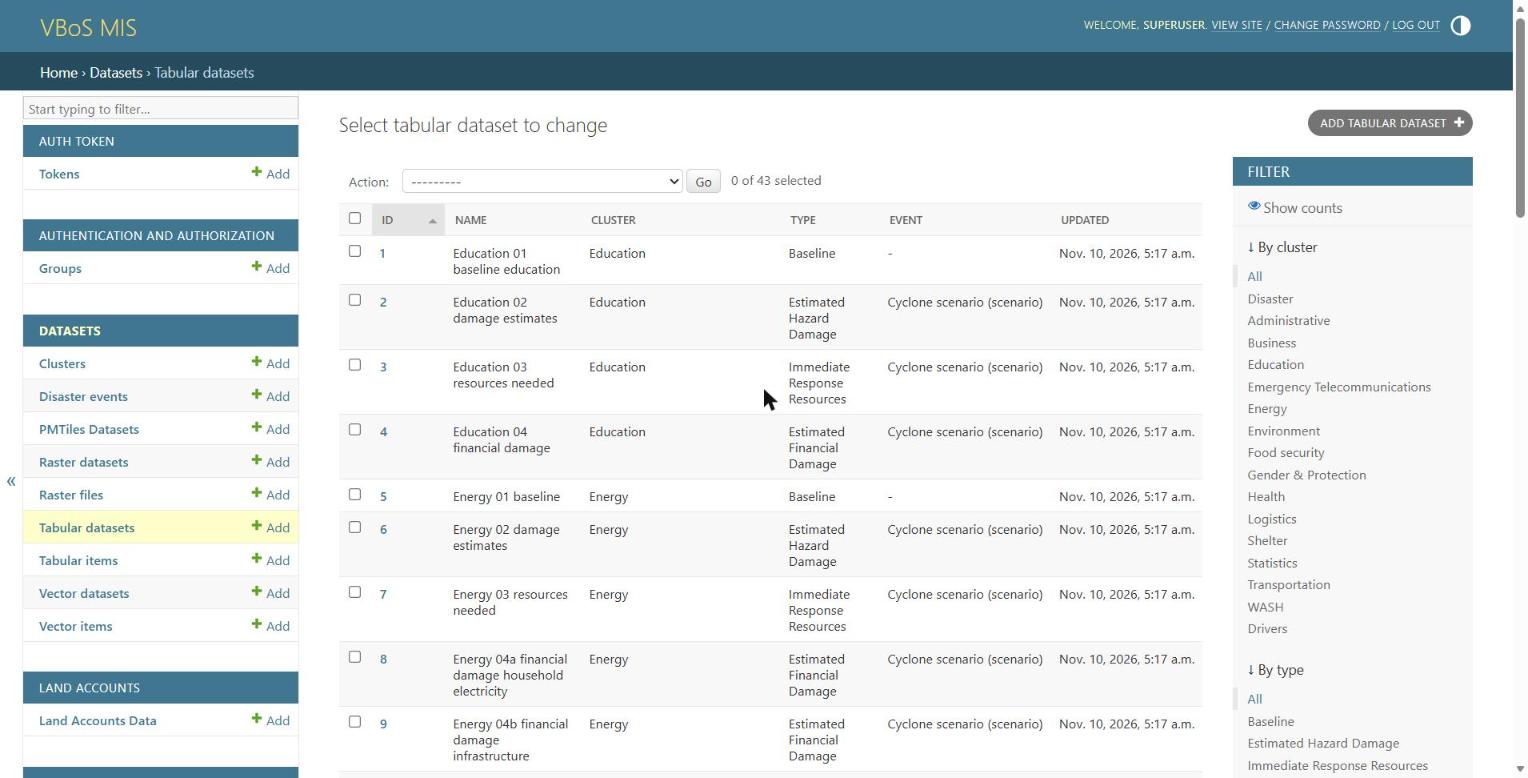 VBoS MIS
WELCOME, SUPERUSER. VIEW SITE / CHANGE PASSWORD / LOG OUT
Home › Datasets › Tabular datasets
Start typing to filter...
AUTH TOKEN
Tokens + Add
AUTHENTICATION AND AUTHORIZATION
Groups + Add
DATASETS
Clusters + Add
Disaster events + Add
PMTiles Datasets + Add
Raster datasets + Add
Raster files + Add
Tabular datasets + Add
Tabular items + Add
Vector datasets + Add
Vector items + Add
LAND ACCOUNTS
Land Accounts Data + Add
«
Select tabular dataset to change
ADD TABULAR DATASET +
Action: --------- Go 0 of 43 selected
ID NAME CLUSTER TYPE EVENT UPDATED
1 Education 01 baseline education Education Baseline - Nov. 10, 2026, 5:17 a.m.
2 Education 02 damage estimates Education Estimated Hazard Damage Cyclone scenario (scenario) Nov. 10, 2026, 5:17 a.m.
3 Education 03 resources needed Education Immediate Response Resources Cyclone scenario (scenario) Nov. 10, 2026, 5:17 a.m.
4 Education 04 financial damage Education Estimated Financial Damage Cyclone scenario (scenario) Nov. 10, 2026, 5:17 a.m.
5 Energy 01 baseline Energy Baseline - Nov. 10, 2026, 5:17 a.m.
6 Energy 02 damage estimates Energy Estimated Hazard Damage Cyclone scenario (scenario) Nov. 10, 2026, 5:17 a.m.
7 Energy 03 resources needed Energy Immediate Response Resources Cyclone scenario (scenario) Nov. 10, 2026, 5:17 a.m.
8 Energy 04a financial damage household electricity Energy Estimated Financial Damage Cyclone scenario (scenario) Nov. 10, 2026, 5:17 a.m.
9 Energy 04b financial damage infrastructure Energy Estimated Financial Damage Cyclone scenario (scenario) Nov. 10, 2026, 5:17 a.m.
FILTER
Show counts
↓ By cluster
All
Disaster
Administrative
Business
Education
Emergency Telecommunications
Energy
Environment
Food security
Gender & Protection
Health
Logistics
Shelter
Statistics
Transportation
WASH
Drivers
↓ By type
All
Baseline
Estimated Hazard Damage
Immediate Response Resources